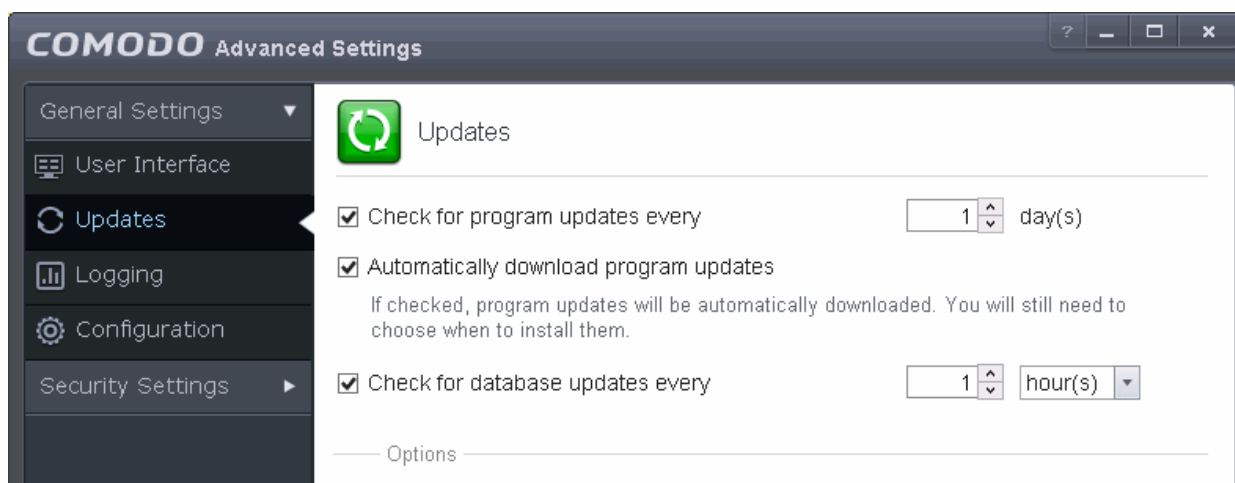 COMODO Advanced Settings
?
General Settings
User Interface
Updates
Logging
Configuration
Security Settings
Updates
Check for program updates every 1 day(s)
Automatically download program updates
If checked, program updates will be automatically downloaded. You will still need to
choose when to install them.
Check for database updates every 1 hour(s)
Options